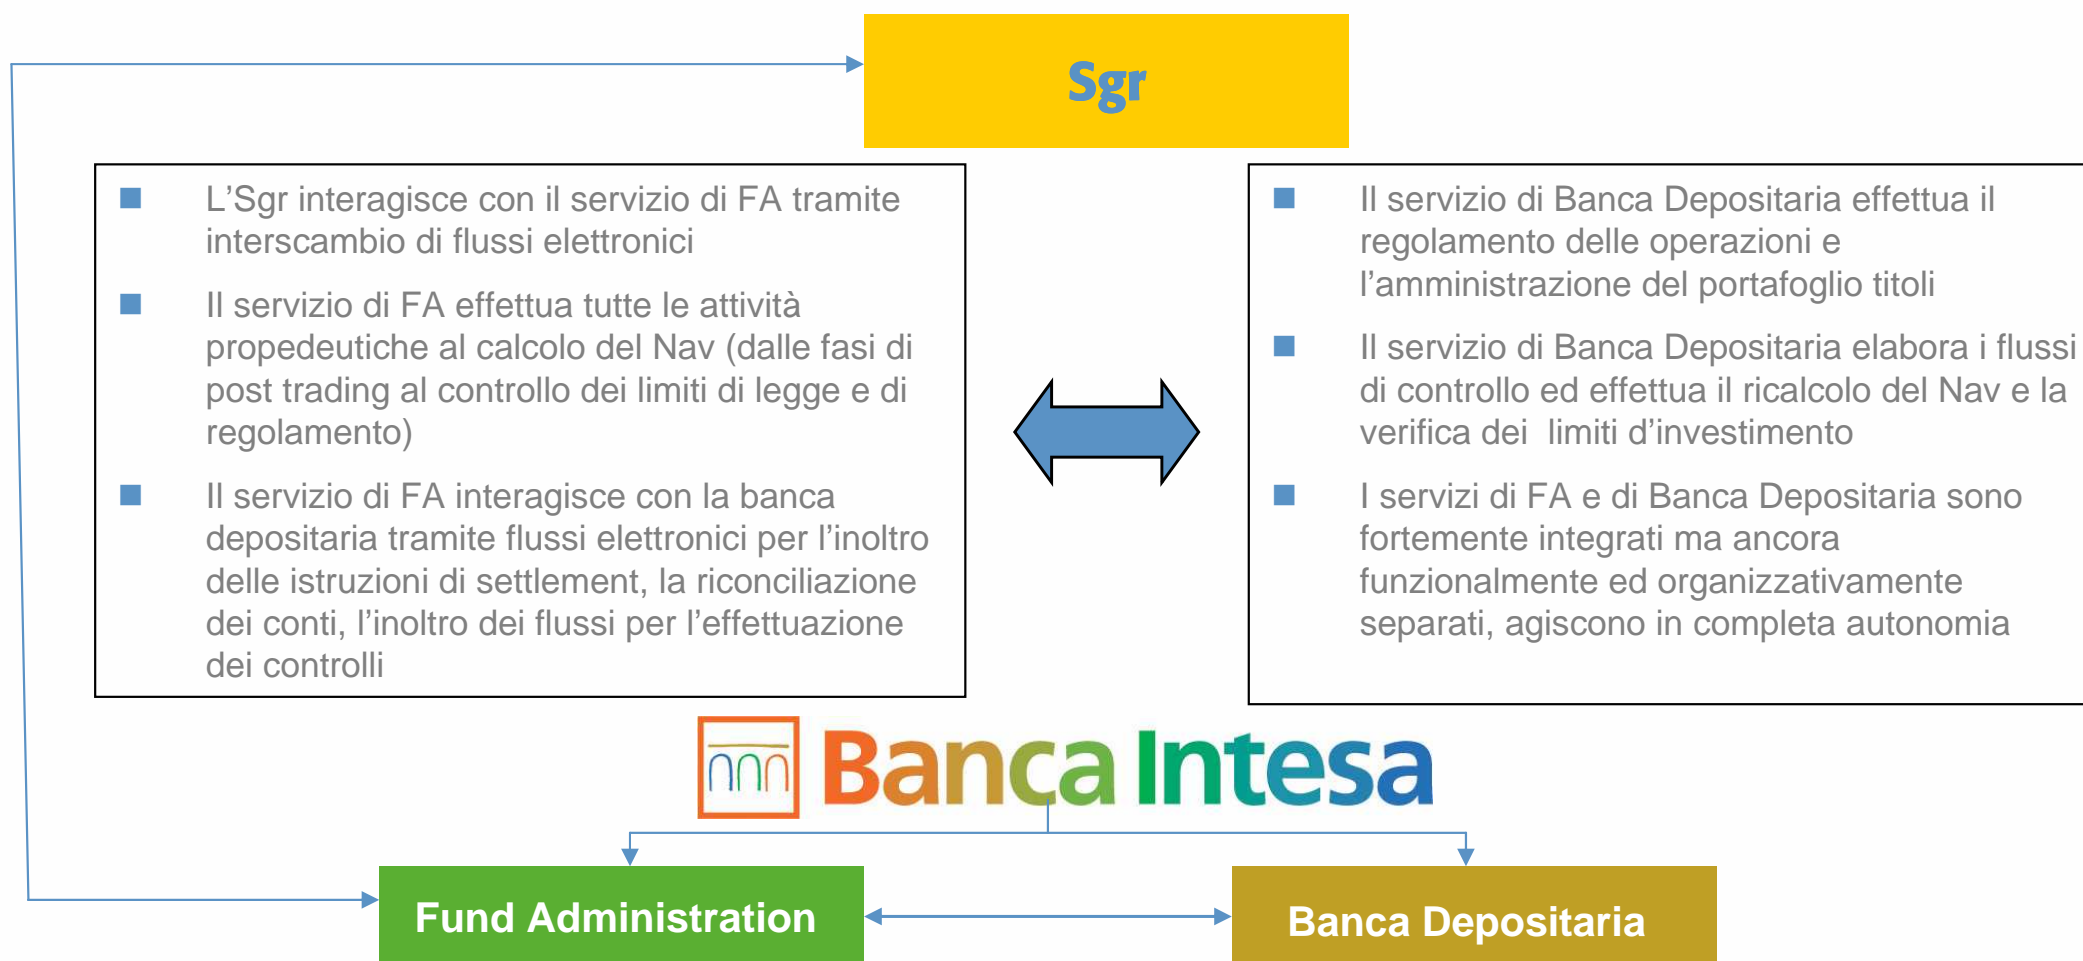 Sgr
L’Sgr interagisce con il servizio di FA tramite
interscambio di flussi elettronici
Il servizio di FA effettua tutte le attività
propedeutiche al calcolo del Nav (dalle fasi di
post trading al controllo dei limiti di legge e di
regolamento)
Il servizio di FA interagisce con la banca
depositaria tramite flussi elettronici per l’inoltro
delle istruzioni di settlement, la riconciliazione
dei conti, l’inoltro dei flussi per l’effettuazione
dei controlli
Il servizio di Banca Depositaria effettua il
regolamento delle operazioni e
l’amministrazione del portafoglio titoli
Il servizio di Banca Depositaria elabora i flussi
di controllo ed effettua il ricalcolo del Nav e la
verifica dei limiti d’investimento
I servizi di FA e di Banca Depositaria sono
fortemente integrati ma ancora
funzionalmente ed organizzativamente
separati, agiscono in completa autonomia
Banca Intesa
Fund Administration
Banca Depositaria